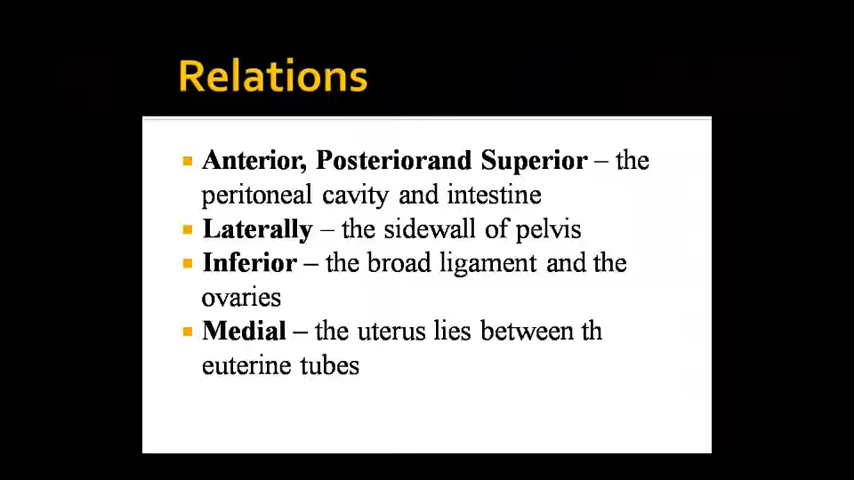 Relations
Anterior, Posteriorand Superior – the
peritoneal cavity and intestine
Laterally – the sidewall of pelvis
Inferior – the broad ligament and the
ovaries
Medial – the uterus lies between th
euterine tubes